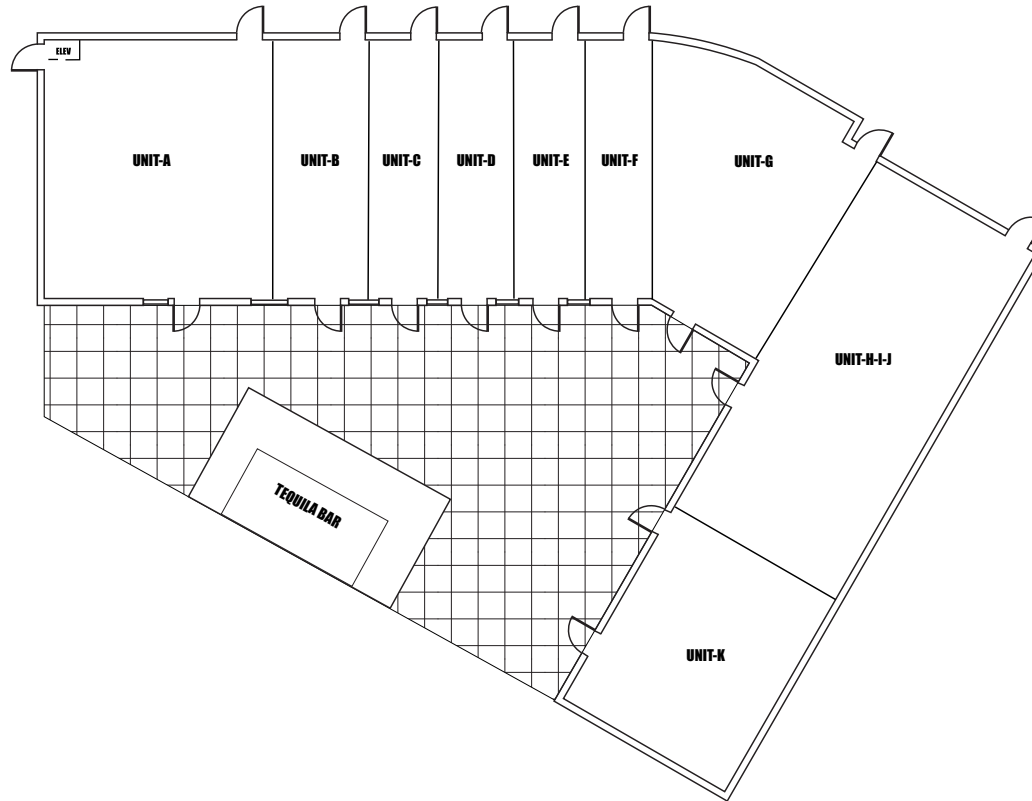 ELEV
UNIT-A
UNIT-B
UNIT-C
UNIT-D
UNIT-E
UNIT-F
UNIT-G
UNIT-H-I-J
TEQUILA BAR
UNIT-K